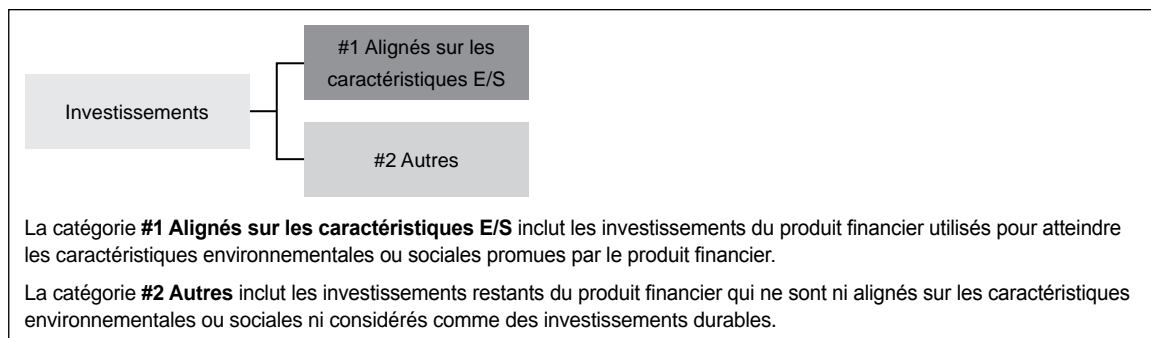 #1 Alignés sur les
caractéristiques E/S
Investissements
#2 Autres
La catégorie #1 Alignés sur les caractéristiques E/S inclut les investissements du produit financier utilisés pour atteindre
les caractéristiques environnementales ou sociales promues par le produit financier.
La catégorie #2 Autres inclut les investissements restants du produit financier qui ne sont ni alignés sur les caractéristiques
environnementales ou sociales ni considérés comme des investissements durables.